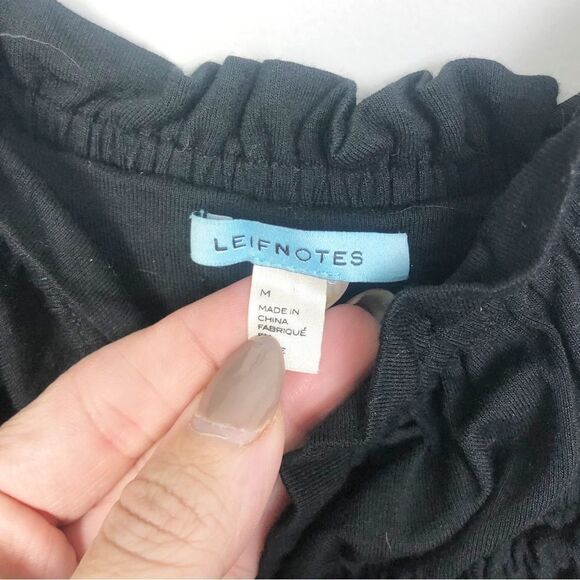 LEIFNOTES
M
MADE IN
CHINA
FABRIQUÉ